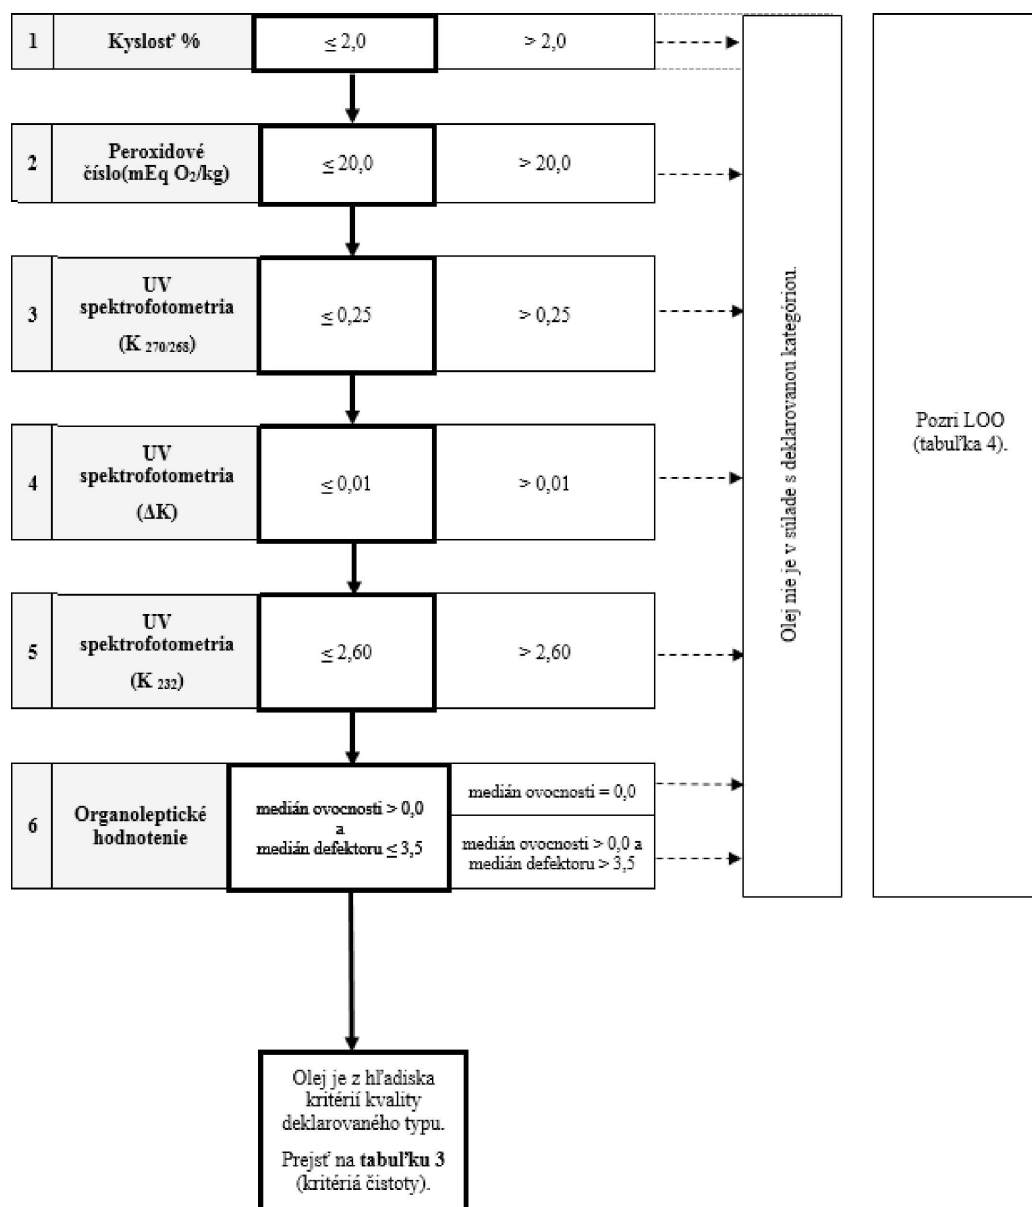 1 Kyslosť % ≤ 2,0 > 2,0
2 Peroxidové
číslo(mEq O₂/kg) ≤ 20,0 > 20,0
3 UV
spektrofotometria
(K 270/268) ≤ 0,25 > 0,25
4 UV
spektrofotometria
(ΔK) ≤ 0,01 > 0,01
5 UV
spektrofotometria
(K 232) ≤ 2,60 > 2,60
6 Organoleptické
hodnotenie
medián ovocnosti > 0,0
a
medián defektoru ≤ 3,5
medián ovocnosti = 0,0
medián ovocnosti > 0,0 a
medián defektoru > 3,5
Olej nie je v súlade s deklarovanou kategóriou.
Pozri LOO
(tabuľka 4).
Olej je z hľadiska
kritérií kvality
deklarovaného typu.
Prejsť na tabuľku 3
(kritériá čistoty).